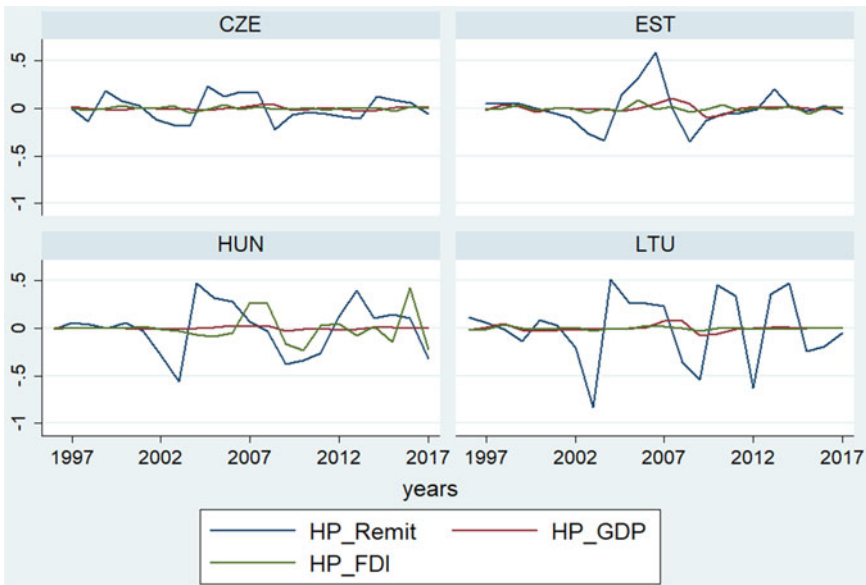 CZE EST
.5
0
-.5
-1
HUN LTU
.5
0
-.5
-1
1997 2002 2007 2012 2017 1997 2002 2007 2012 2017
years
HP_Remit HP_GDP
HP_FDI